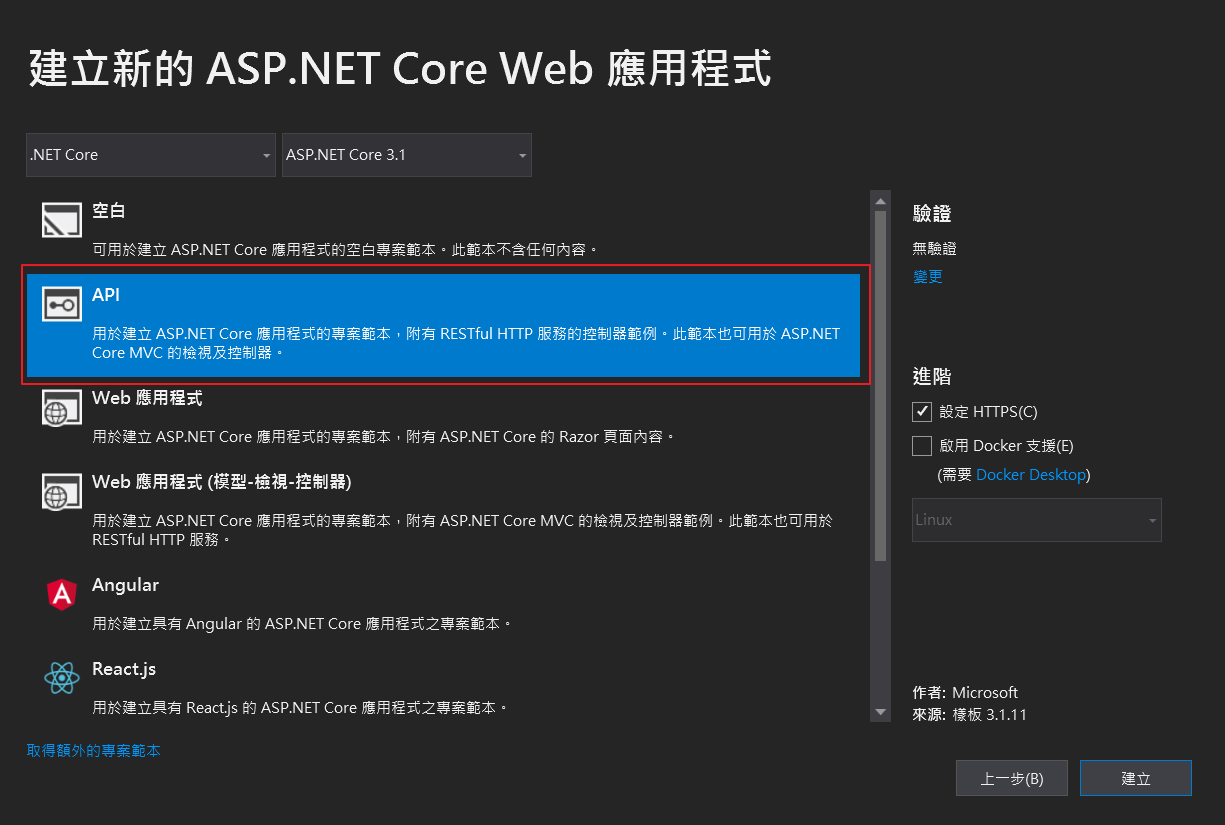 建立新的 ASP.NET Core Web 應用程式
.NET Core
ASP.NET Core 3.1
空白
可用於建立 ASP.NET Core 應用程式的空白專案範本。此範本不含任何內容。
API
用於建立 ASP.NET Core 應用程式的專案範本，附有 RESTful HTTP 服務的控制器範例。此範本也可用於 ASP.NET
Core MVC 的檢視及控制器。
Web 應用程式
用於建立 ASP.NET Core 應用程式的專案範本，附有 ASP.NET Core 的 Razor 頁面內容。
Web 應用程式 (模型-檢視-控制器)
用於建立 ASP.NET Core 應用程式的專案範本，附有 ASP.NET Core MVC 的檢視及控制器範例。此範本也可用於
RESTful HTTP 服務。
Angular
用於建立具有 Angular 的 ASP.NET Core 應用程式之專案範本。
React.js
用於建立具有 React.js 的 ASP.NET Core 應用程式之專案範本。
取得額外的專案範本
驗證
無驗證
變更
進階
設定 HTTPS(C)
啟用 Docker 支援(E)
(需要 Docker Desktop)
Linux
作者: Microsoft
來源: 樣板 3.1.11
上一步(B)
建立